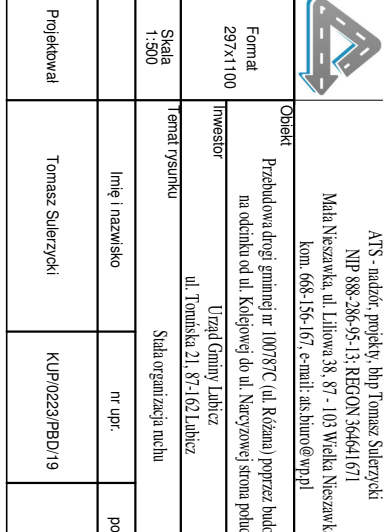 ATS - nadzór, projekty, bhp Tomasz Sulerzycki
NIP 888-286-95-13; REGON 364641671
Mała Nieszawka, ul. Liliowa 38, 87 - 103 Wielka Nieszawk
kom. 668-156-167, e-mail: ats.biuro@wp.pl
Format
297x1100
Obiekt
Przebudowa drogi gminnej nr 100787C (ul. Różana) poprzez budo
na odcinku od ul. Kolejowej do ul. Narcyzowej strona połud
Inwestor
Urząd Gminy Lubicz
ul. Toruńska 21, 87-162 Lubicz
Skala
1:500
Temat rysunku
Stała organizacja ruchu
Imię i nazwisko
nr upr.
po
Projektował
Tomasz Sulerzycki
KUP/0223/PBD/19